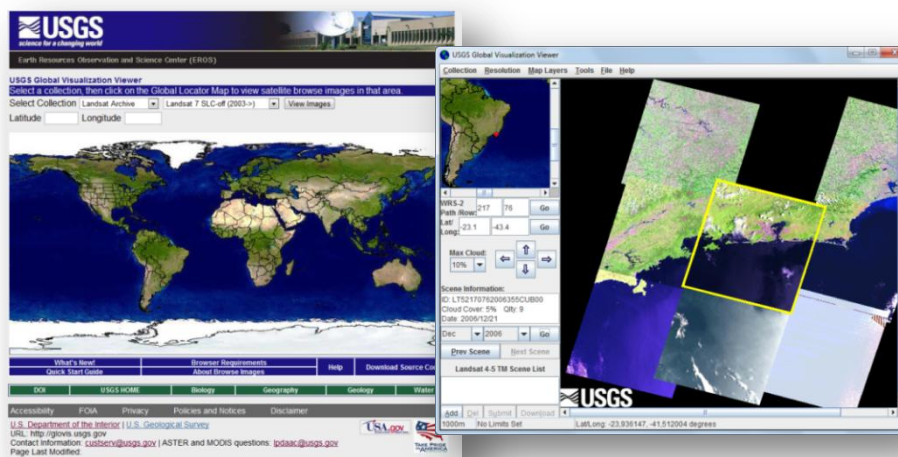 USGS
science for a changing world
Earth Resources Observation and Science Center (EROS)
USGS Global Visualization Viewer
Select a collection, then click on the Global Locator Map to view satellite browse images in that area.
Select Collection Landsat Archive Landsat 7 SLC-off (2003->) View Images
Latitude Longitude
What's New! Browser Requirements Help Download Source Co
Quick Start Guide About Browse Images
DOI USGS HOME Biology Geography Geology Water
Accessibility FOIA Privacy Policies and Notices Disclaimer
U.S. Department of the Interior | U.S. Geological Survey
URL: http://glovis.usgs.gov
Contact Information: custserv@usgs.gov | ASTER and MODIS questions: lpdaac@usgs.gov
Page Last Modified:
USA.gov
TAKE PRIDE
IN AMERICA
USGS Global Visualization Viewer
Collection Resolution Map Layers Tools File Help
WRS-2
Path /Row: 217 76 Go
Lat/
Long: -23.1 -43.4 Go
Max Cloud:
10%
Scene Information:
ID: LT52170762006355CUB00
Cloud Cover: 5% Qlty: 9
Date: 2006/12/21
Dec 2006 Go
Prev Scene Next Scene
Landsat 4-5 TM Scene List
Add Del Submit Download
USGS
1000m No Limits Set Lat/Long: -23,936147, -41,512004 degrees